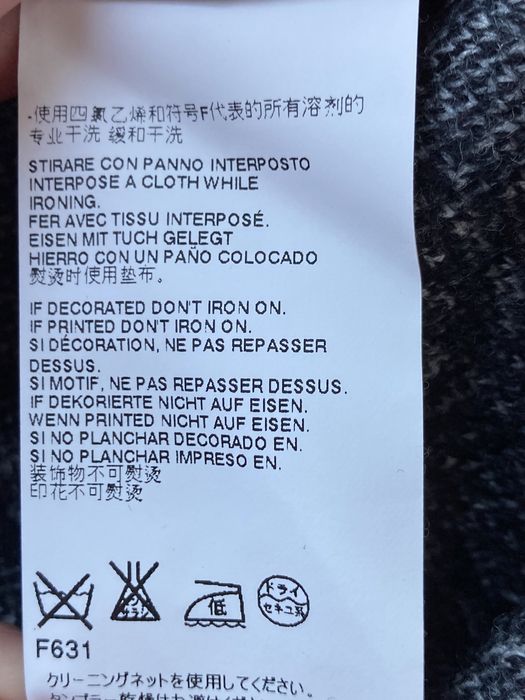 -使用四氯乙烯和符号F代表的所有溶剂的
专业干洗 缓和干洗
STIRARE CON PANNO INTERPOSTO
INTERPOSE A CLOTH WHILE
IRONING.
FER AVEC TISSU INTERPOSÉ.
EISEN MIT TUCH GELEGT
HIERRO CON UN PAÑO COLOCADO
熨烫时使用垫布。
IF DECORATED DON'T IRON ON.
IF PRINTED DON'T IRON ON.
SI DÉCORATION, NE PAS REPASSER
DESSUS.
SI MOTIF, NE PAS REPASSER DESSUS.
IF DEKORIERTE NICHT AUF EISEN.
WENN PRINTED NICHT AUF EISEN.
SI NO PLANCHAR DECORADO EN.
SI NO PLANCHAR IMPRESO EN.
装饰物不可熨烫
印花不可熨烫
低
ドライ
セキユ系
F631
クリーニングネットを使用してください。